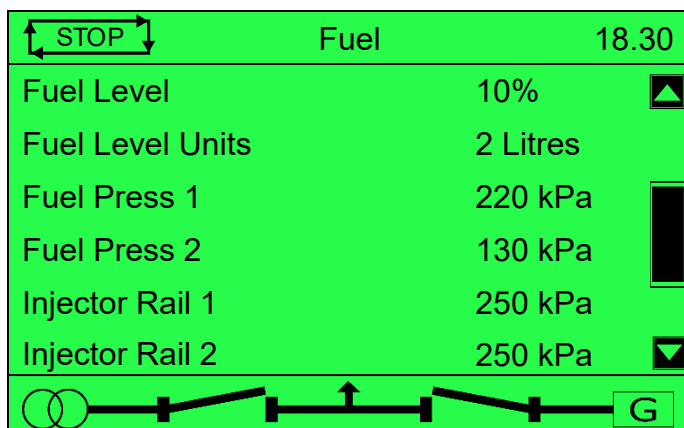 STOP Fuel 18.30
Fuel Level 10%
Fuel Level Units 2 Litres
Fuel Press 1 220 kPa
Fuel Press 2 130 kPa
Injector Rail 1 250 kPa
Injector Rail 2 250 kPa
G